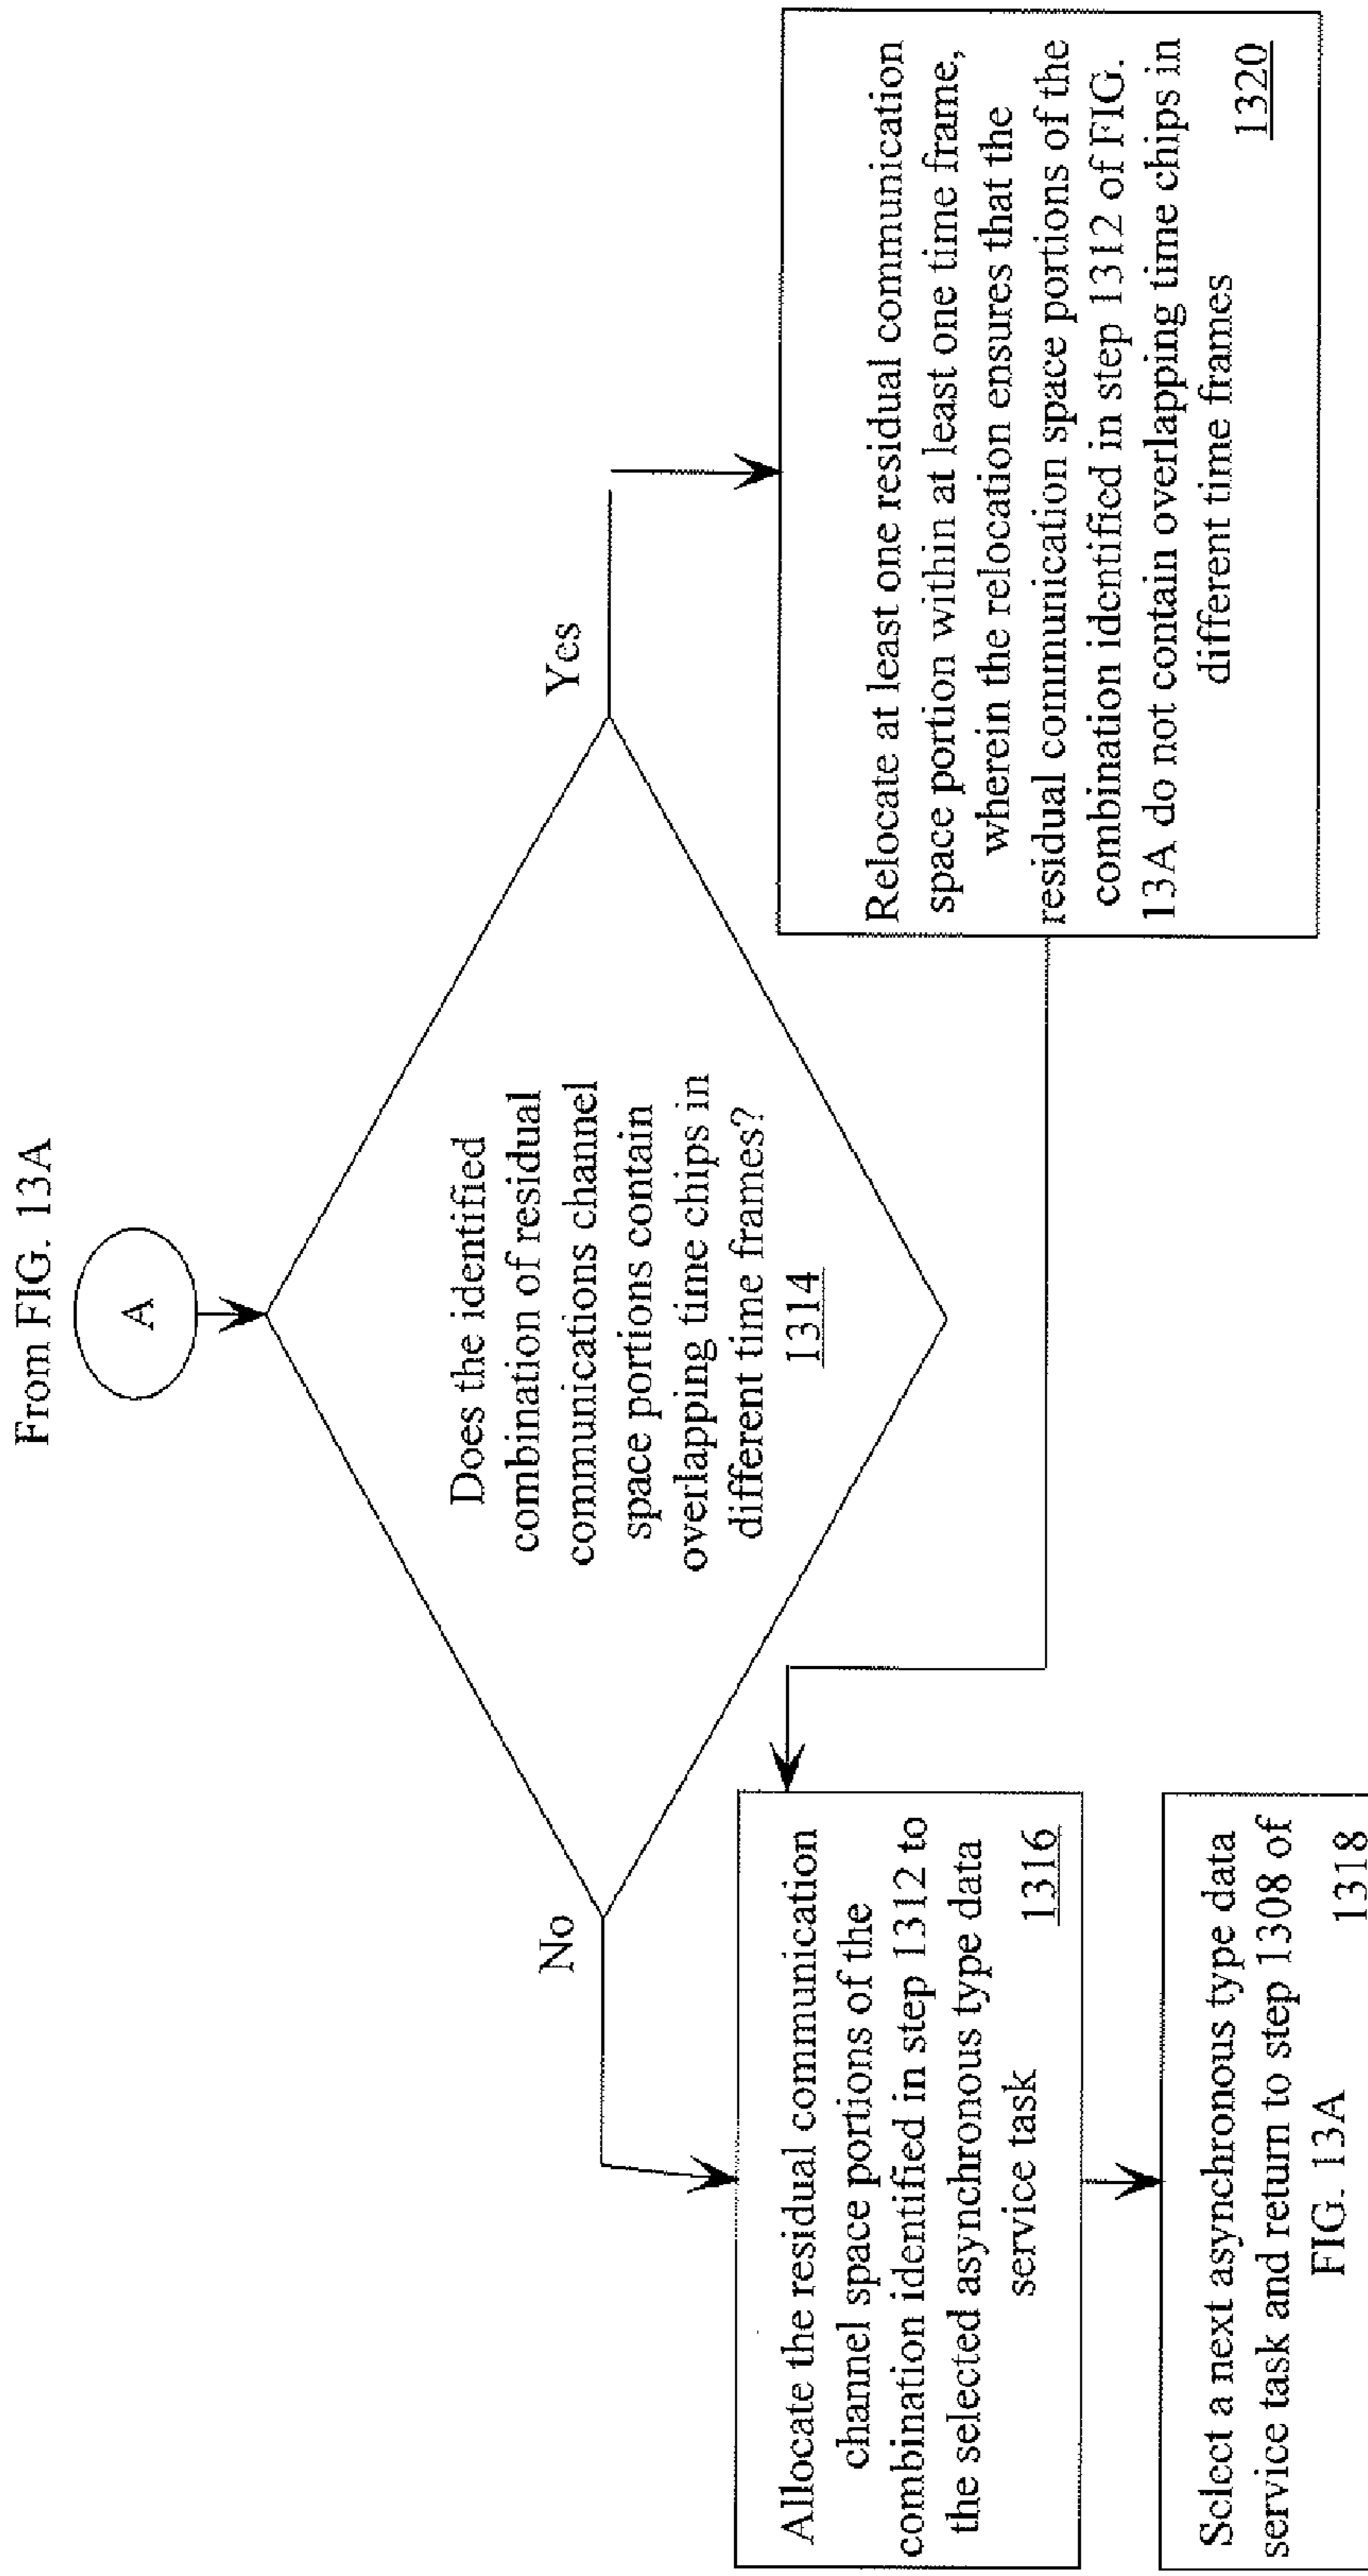 From FIG. 13A
A
Does the identified
combination of residual
communications channel
space portions contain
overlapping time chips in
different time frames?
1314
No
Yes
Allocate the residual communication
channel space portions of the
combination identified in step 1312 to
the selected asynchronous type data
service task
1316
Relocate at least one residual communication
space portion within at least one time frame,
wherein the relocation ensures that the
residual communication space portions of the
combination identified in step 1312 of FIG.
13A do not contain overlapping time chips in
different time frames
1320
Select a next asynchronous type data
service task and return to step 1308 of
FIG. 13A
1318